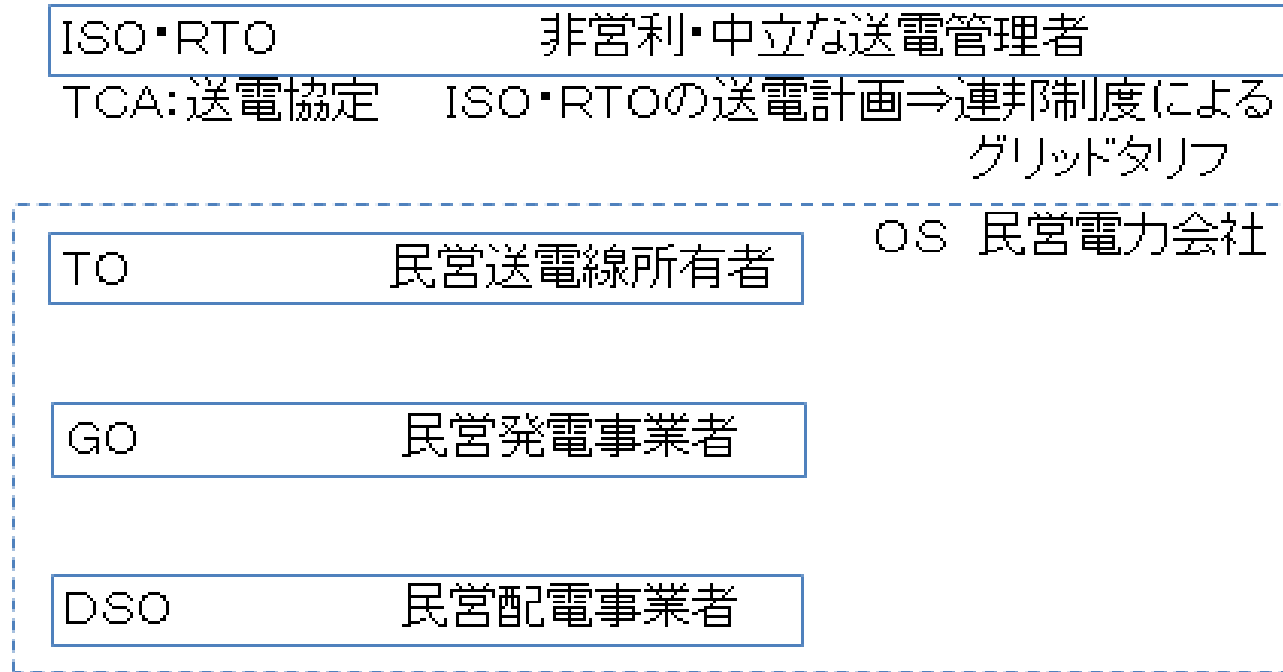 ISO・RTO 非営利・中立な送電管理者
TCA：送電協定 ISO・RTOの送電計画⇒連邦制度による
グリッドタリフ
OS 民営電力会社
TO 民営送電線所有者
GO 民営発電事業者
DSO 民営配電事業者